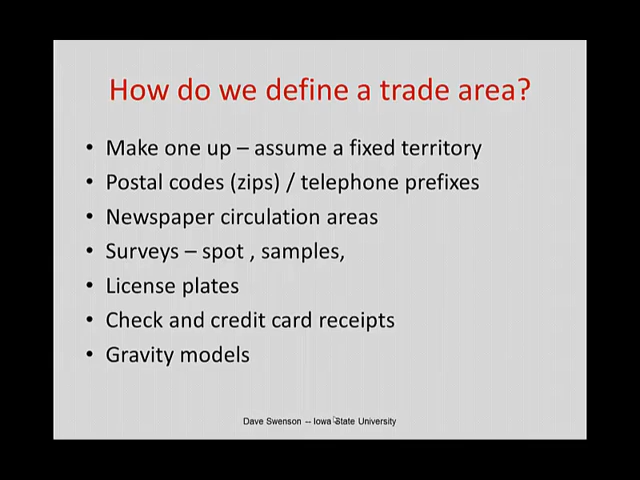 How do we define a trade area?
• Make one up – assume a fixed territory
• Postal codes (zips) / telephone prefixes
• Newspaper circulation areas
• Surveys – spot , samples,
• License plates
• Check and credit card receipts
• Gravity models
Dave Swenson -- Iowa State University